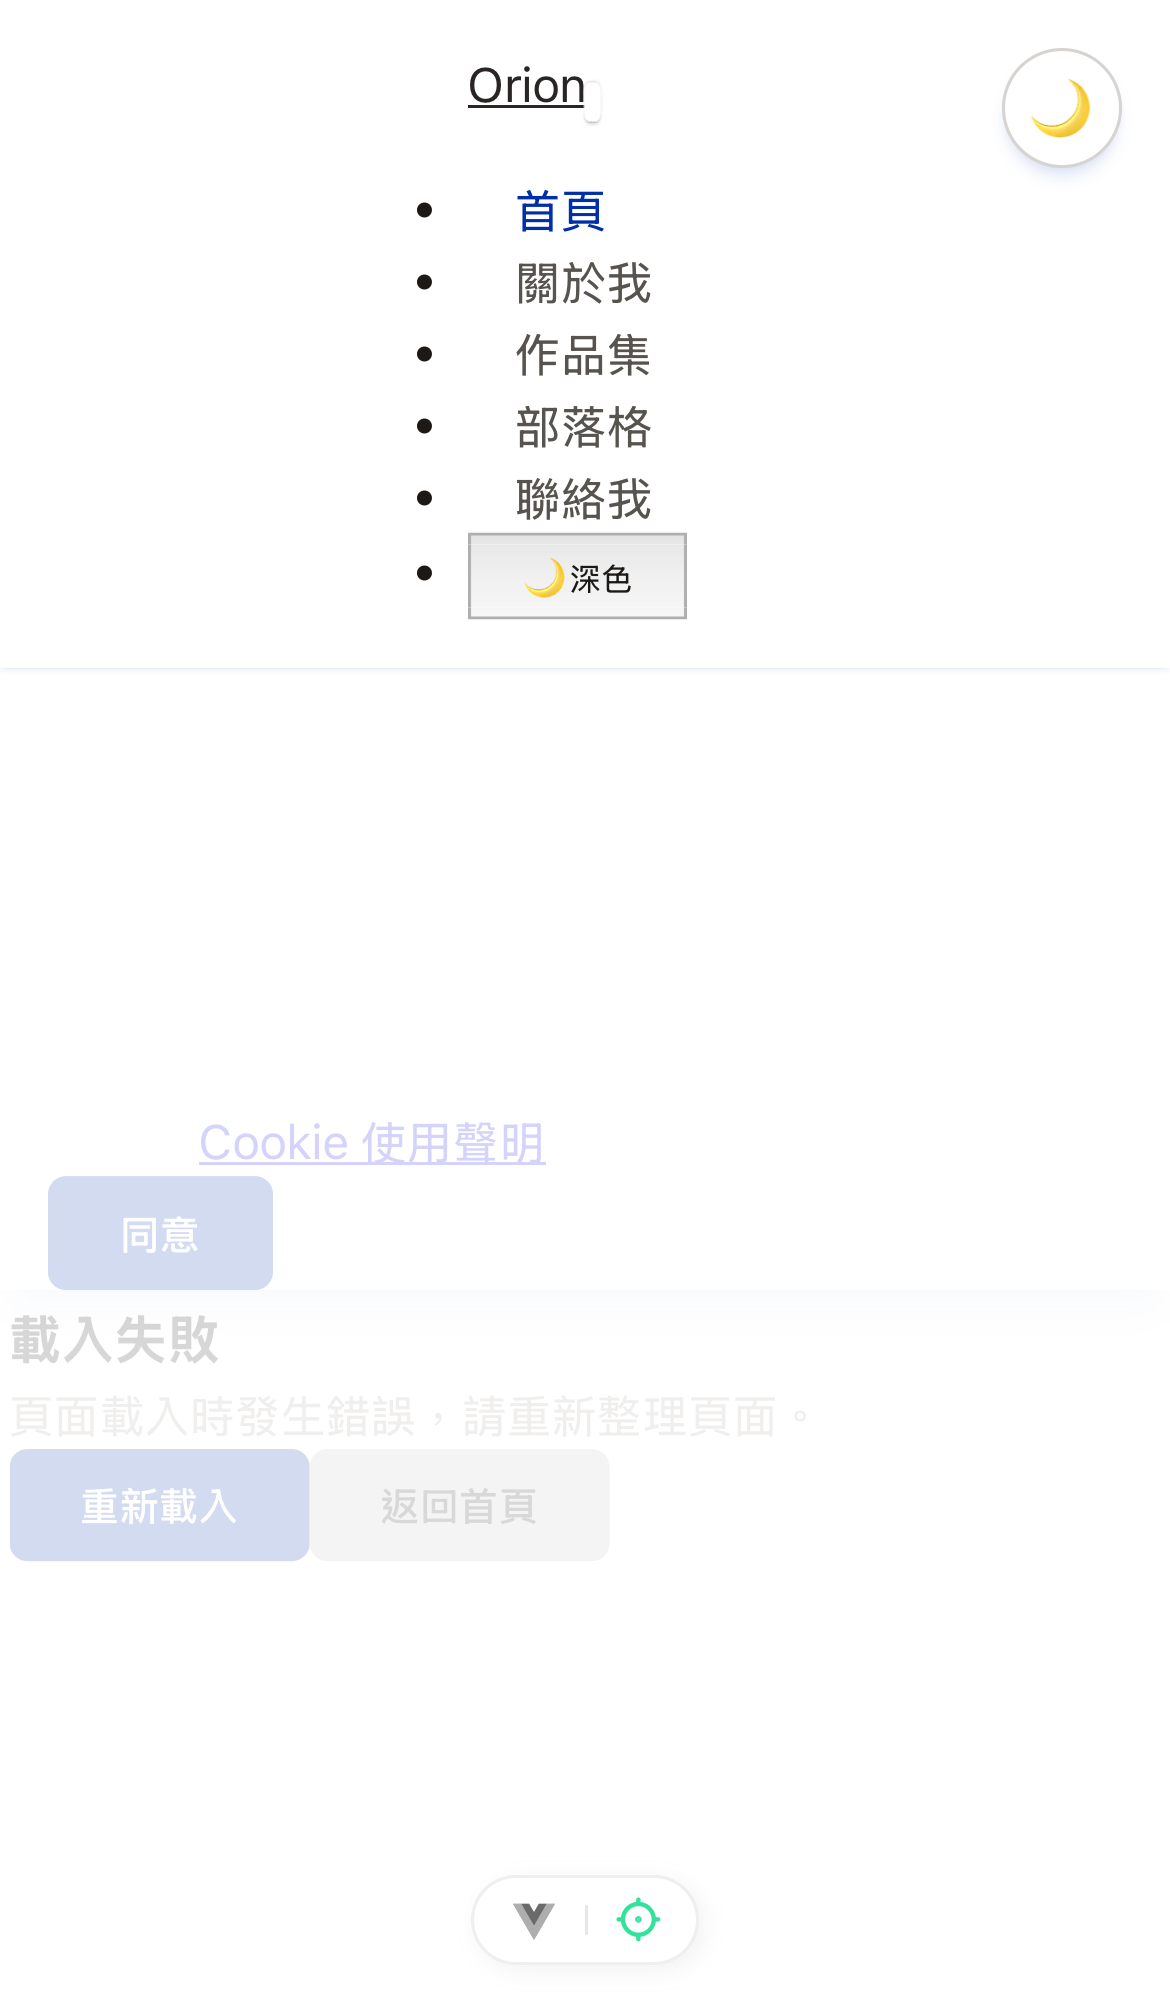 Orion
首頁
關於我
作品集
部落格
聯絡我
🌙深色
Cookie 使用聲明
同意
載入失敗
頁面載入時發生錯誤，請重新整理頁面。
重新載入
返回首頁